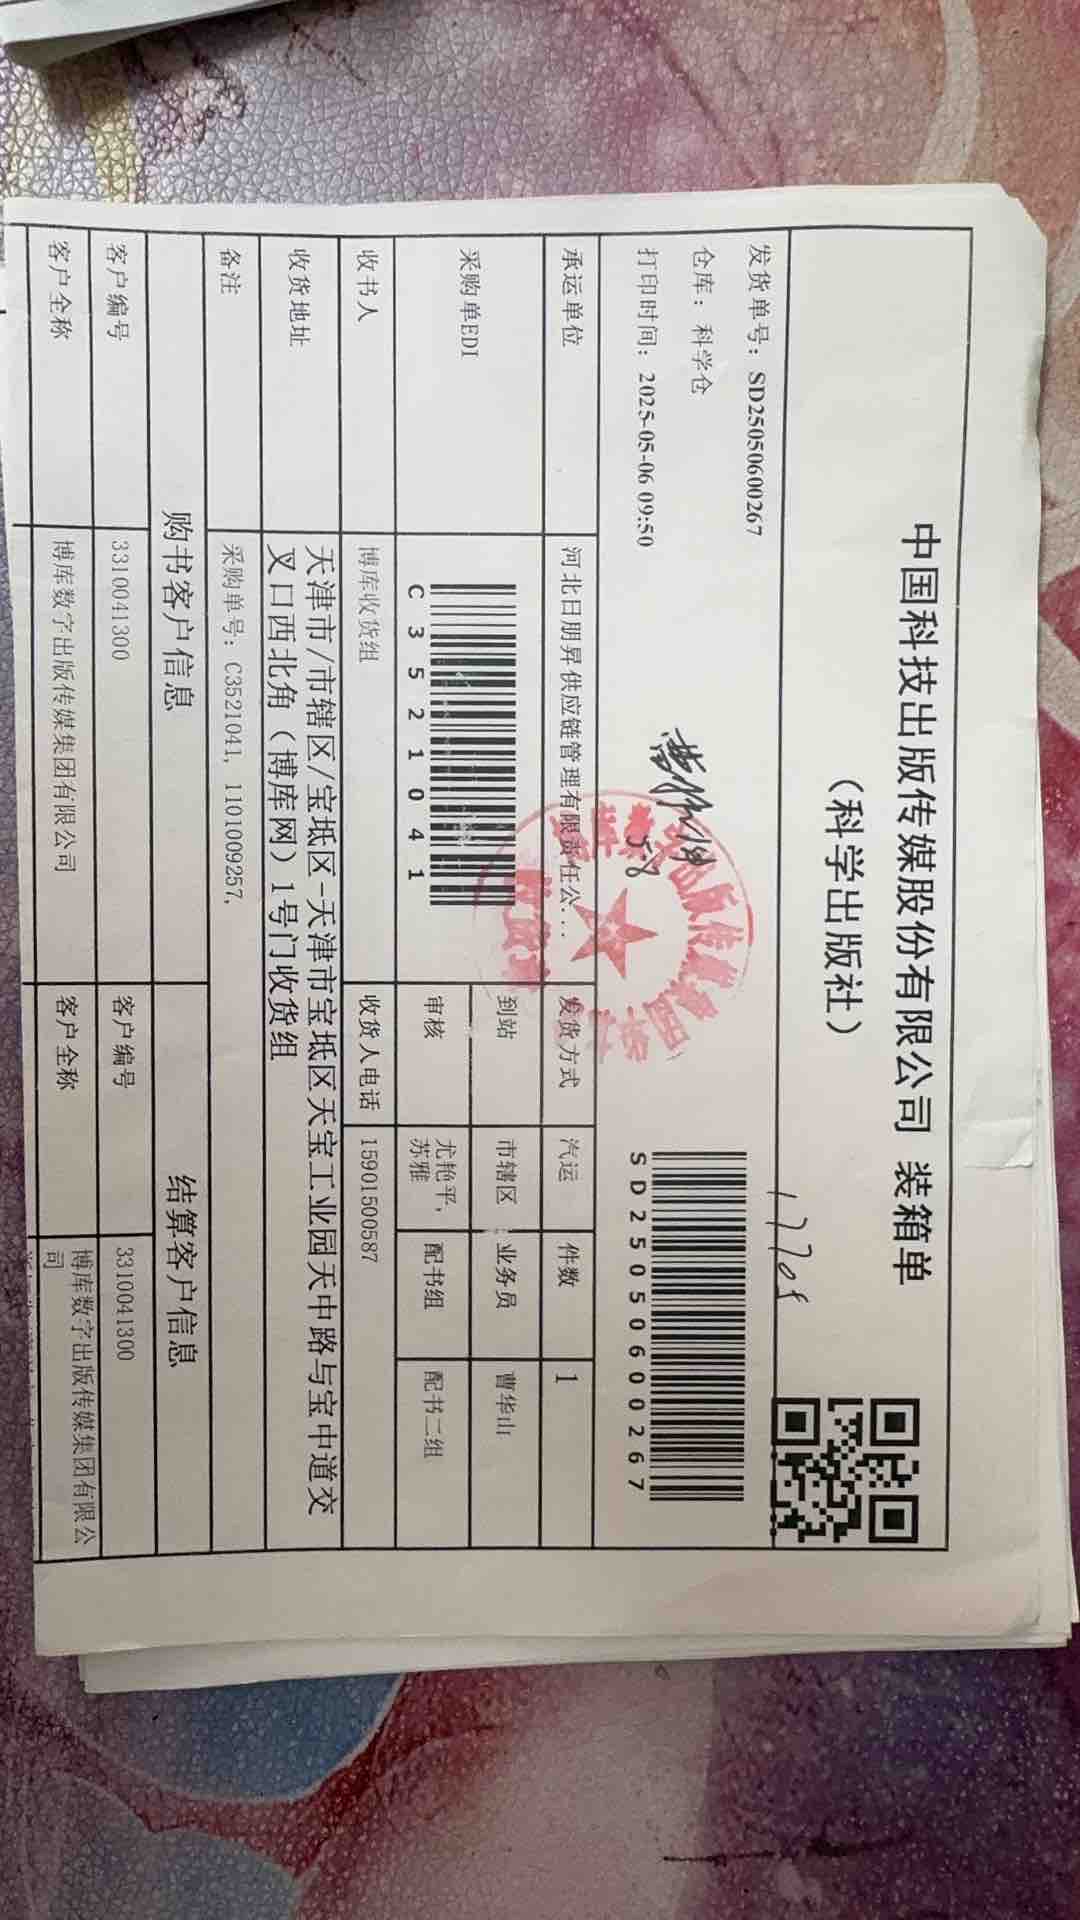 中国科技出版传媒股份有限公司 装箱单
（科学出版社）
17705
发货单号：SD25050600267
仓库：科学仓
打印时间：2025-05-06 09:50
5.8
SD25050600267
承运单位 河北日朋昇供应链管理有限责任公... 发货方式 汽运 件数 1
采购单EDI C3521041 到站 市辖区 业务员 曹华山
审核 尤艳平,苏雅 配书组 配书二组
收书人 博库收货组 收货人电话 15901500587
收货地址 天津市/市辖区/宝坻区-天津市宝坻区天宝工业园天中路与宝中道交
叉口西北角（博库网）1号门收货组
备注 采购单号：C3521041, 1101009257,
购书客户信息 结算客户信息
客户编号 3310041300 客户编号 3310041300
客户全称 博库数字出版传媒集团有限公司 客户全称 博库数字出版传媒集团有限公
司